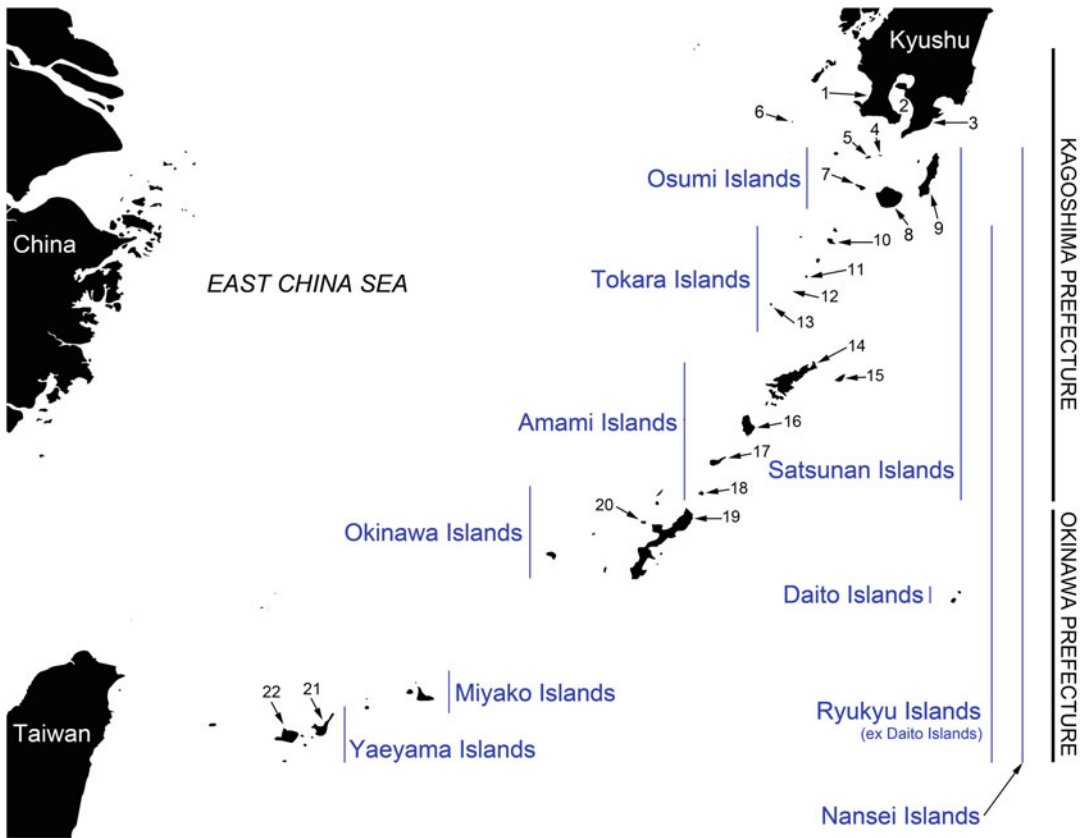 Kyushu
1
2
3
6
5
4
Osumi Islands
7
8
9
China
EAST CHINA SEA
10
Tokara Islands
11
12
13
14
15
Amami Islands
16
17
Satsunan Islands
18
20
19
Okinawa Islands
Daito Islands
22
21
Miyako Islands
Taiwan
Yaeyama Islands
Ryukyu Islands
(ex Daito Islands)
Nansei Islands
KAGOSHIMA PREFECTURE
OKINAWA PREFECTURE